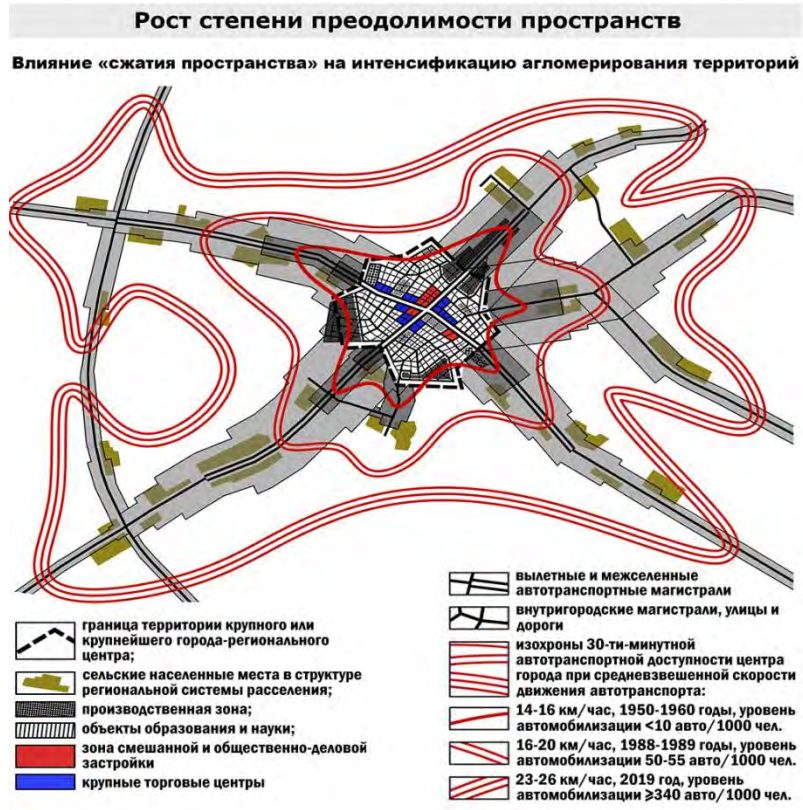 Рост степени преодолимости пространств
Влияние «сжатия пространства» на интенсификацию агломерирования территорий
граница территории крупного или
крупнейшего города-регионального
центра;
сельские населенные места в структуре
региональной системы расселения;
производственная зона;
объекты образования и науки;
зона смешанной и общественно-деловой
застройки
крупные торговые центры
вылетные и межселенные
автотранспортные магистрали
внутригородские магистрали, улицы и
дороги
изохроны 30-ти-минутной
автотранспортной доступности центра
города при средневзвешенной скорости
движения автотранспорта:
14-16 км/час, 1950-1960 годы, уровень
автомобилизации <10 авто/1000 чел.
16-20 км/час, 1988-1989 годы, уровень
автомобилизации 50-55 авто/1000 чел.
23-26 км/час, 2019 год, уровень
автомобилизации ≥340 авто/1000 чел.